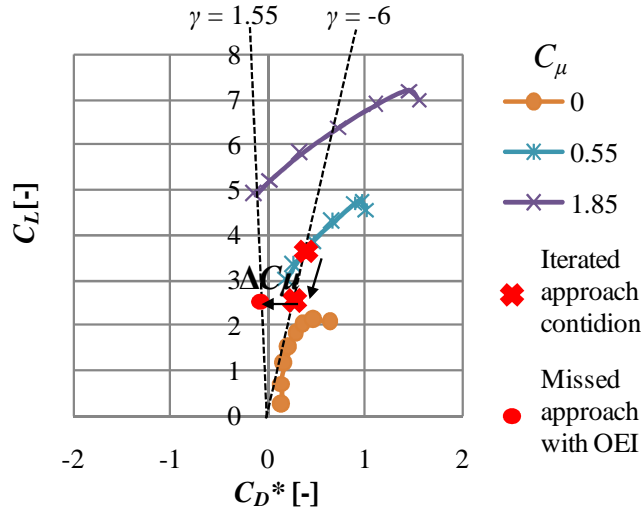 γ = 1.55
γ = -6
8
7
6
5
4
3
2
1
0
C_L [-]
ΔCμ
-2
-1
0
1
2
C_D* [-]
C_μ
0
0.55
1.85
Iterated
approach
contidion
Missed
approach
with OEI